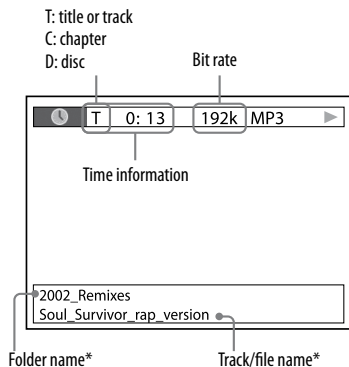 T: title or track
C: chapter
D: disc
Bit rate
T 0: 13 192k MP3
Time information
2002_Remixes
Soul_Survivor_rap_version
Folder name* Track/file name*